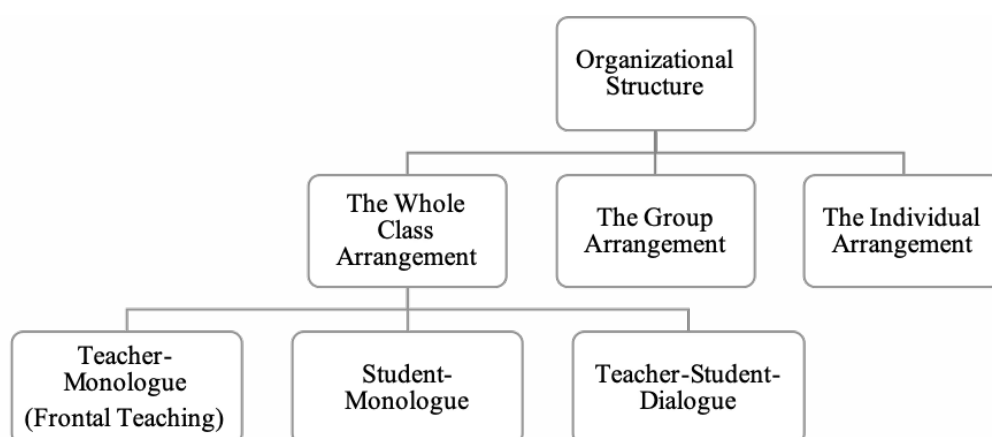 Organizational
Structure
The Whole
Class
Arrangement
The Group
Arrangement
The Individual
Arrangement
Teacher-
Monologue
(Frontal Teaching)
Student-
Monologue
Teacher-Student-
Dialogue